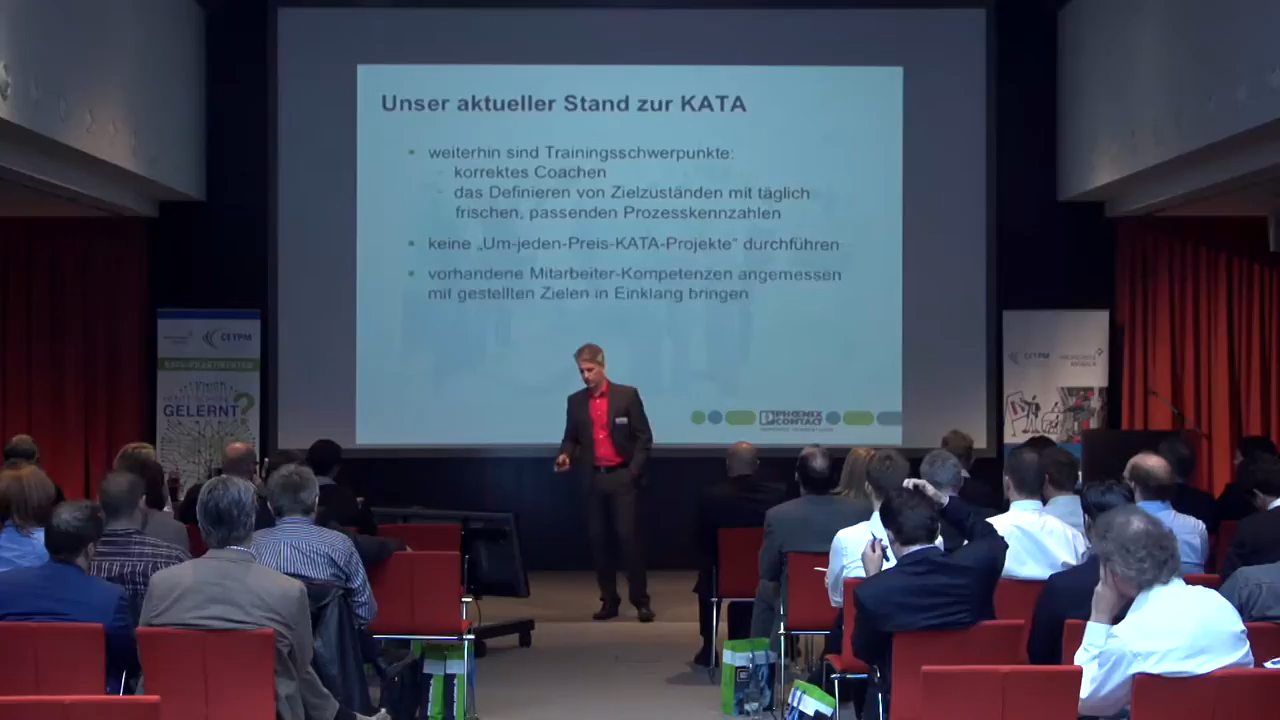 Unser aktueller Stand zur KATA
weiterhin sind Trainingsschwerpunkte:
korrektes Coachen
das Definieren von Zielzuständen mit täglich
frischen, passenden Prozesskennzahlen
keine „Um-jeden-Preis-KATA-Projekte“ durchführen
vorhandene Mitarbeiter-Kompetenzen angemessen
mit gestellten Zielen in Einklang bringen
PHŒNIX
CONTACT
CETPM
GELERNT?
CETPM